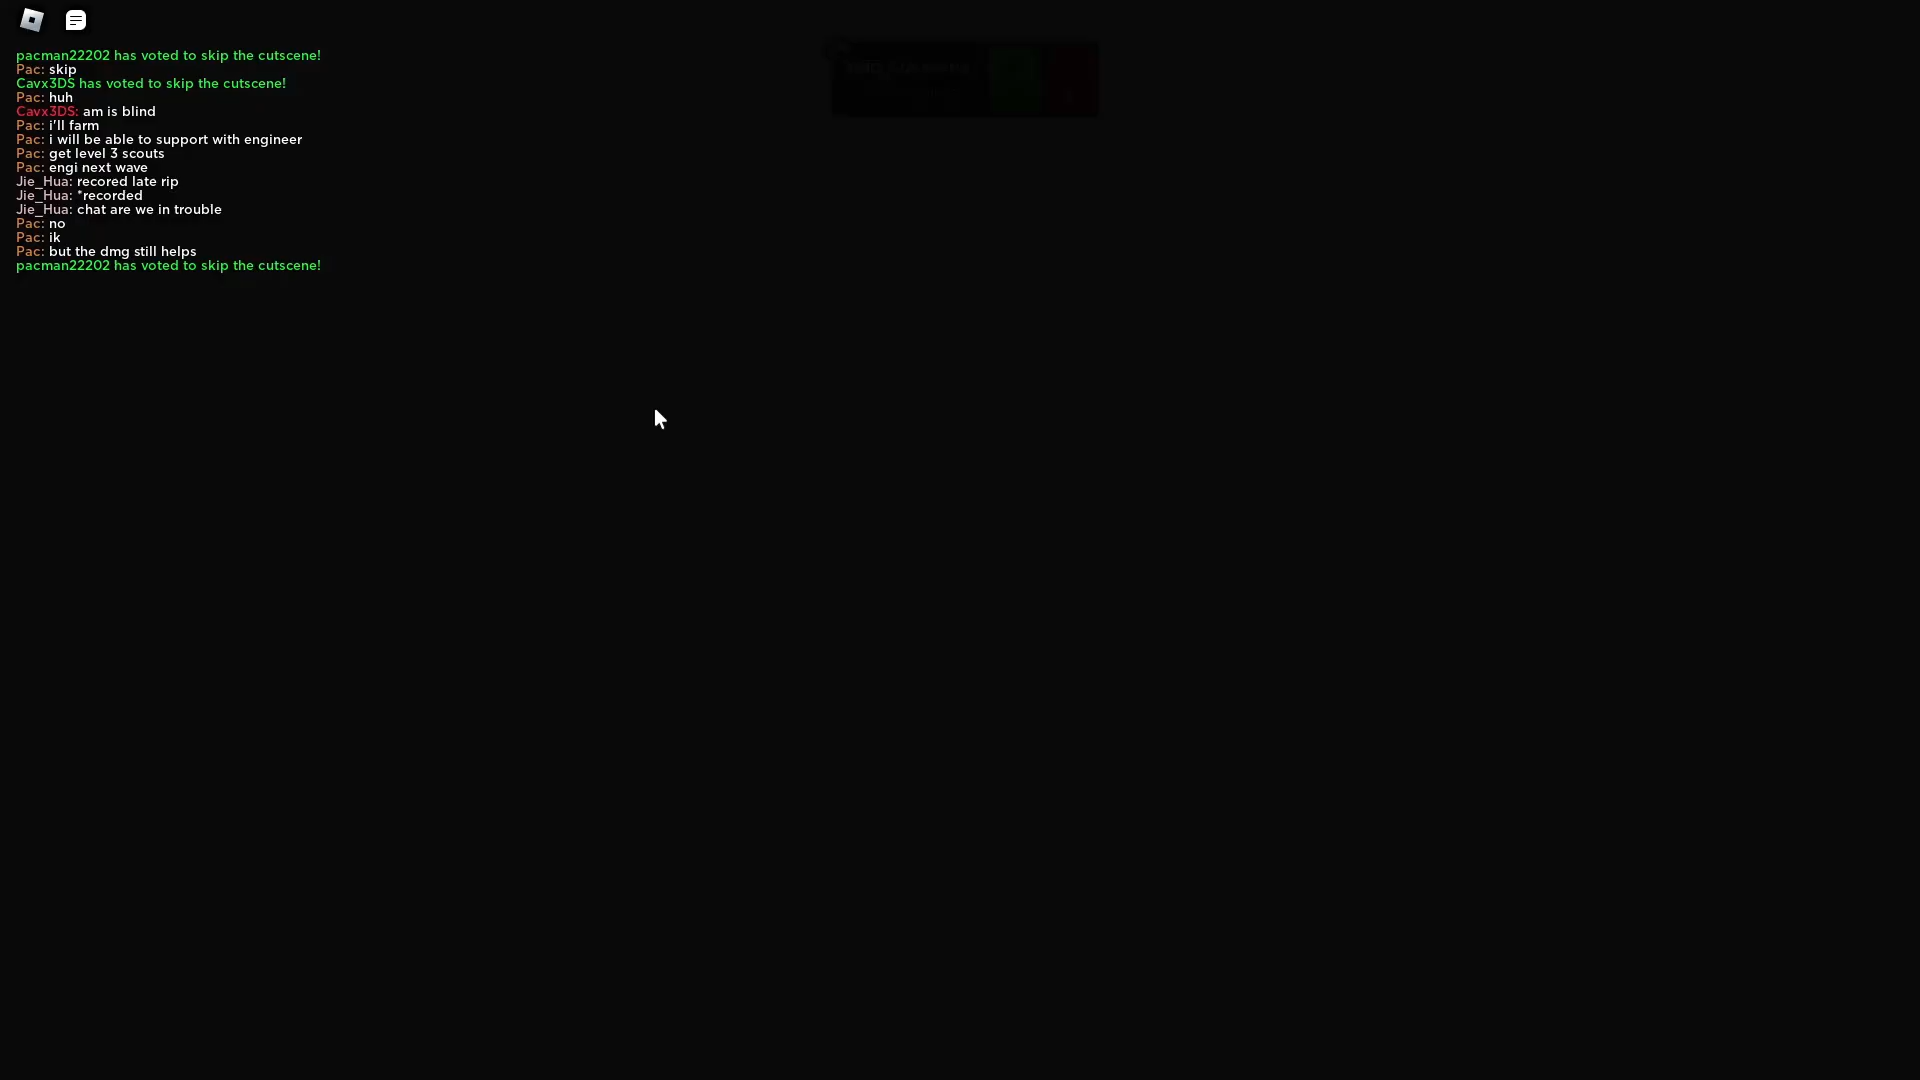 pacman22202 has voted to skip the cutscene!
Pac: skip
Cavx3DS has voted to skip the cutscene!
Pac: huh
Cavx3DS: am is blind
Pac: i'll farm
Pac: i will be able to support with engineer
Pac: get level 3 scouts
Pac: engi next wave
Jie_Hua: recored late rip
Jie_Hua: *recorded
Jie_Hua: chat are we in trouble
Pac: no
Pac: ik
Pac: but the dmg still helps
pacman22202 has voted to skip the cutscene!